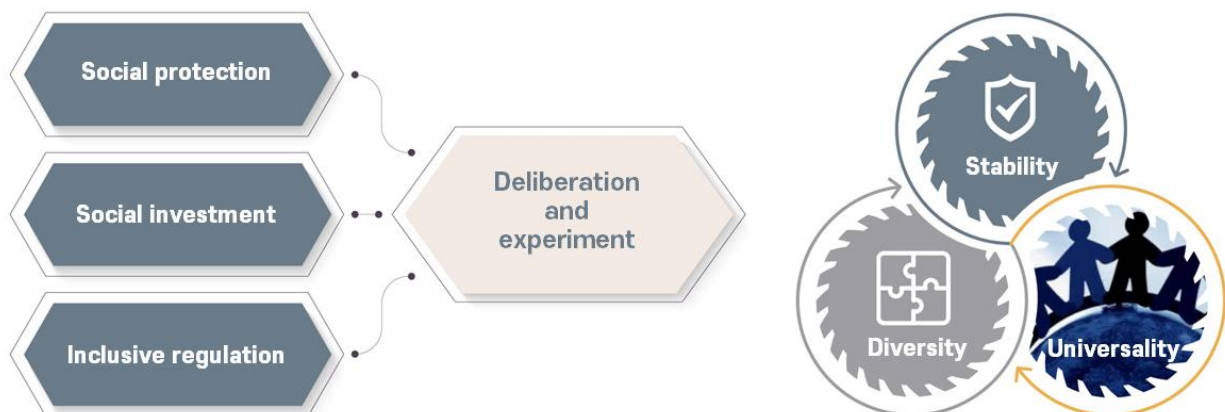 Social protection
Social investment
Inclusive regulation
Deliberation
and
experiment
Stability
Diversity
Universality